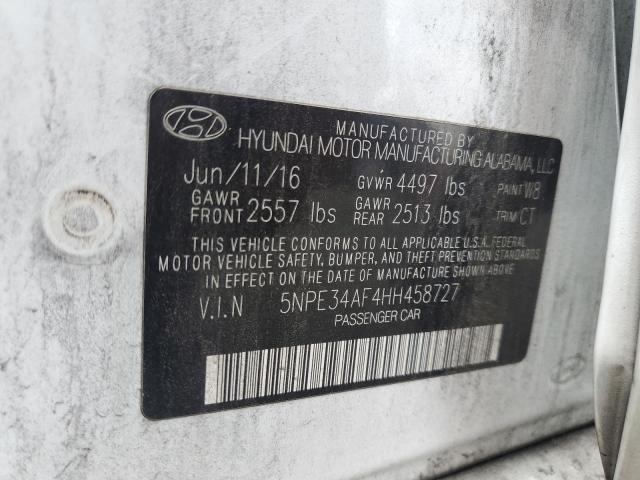 MANUFACTURED BY
HYUNDAI MOTOR MANUFACTURING ALABAMA, LLC
Jun/11/16 GVWR 4497 lbs PAINT W8
GAWR FRONT 2557 lbs GAWR REAR 2513 lbs TRIM CT
THIS VEHICLE CONFORMS TO ALL APPLICABLE U.S.A. FEDERAL
MOTOR VEHICLE SAFETY, BUMPER, AND THEFT PREVENTION STANDARDS
IN EFFECT ON THE DATE OF MANUFACTURE SHOWN ABOVE.
V.I.N 5NPE34AF4HH458727
PASSENGER CAR